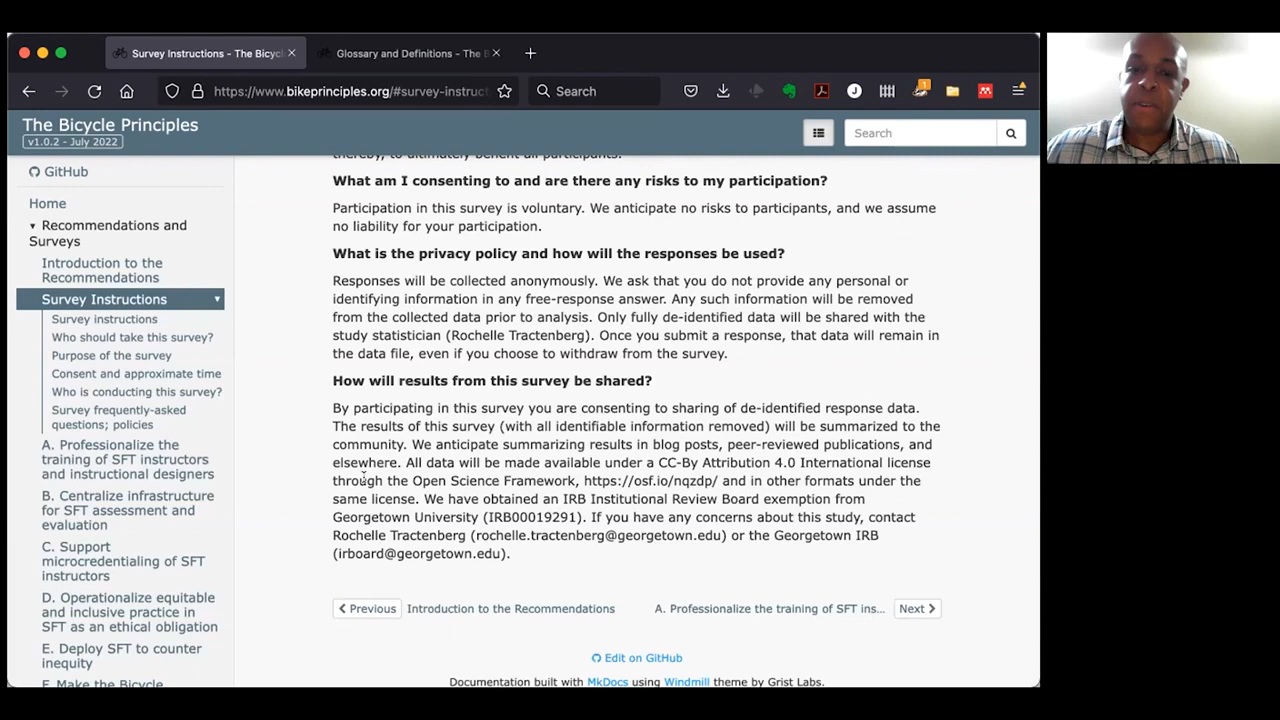 Survey Instructions - The Bicycl
Glossary and Definitions - The B
https://www.bikeprinciples.org/#survey-instruct
Search
The Bicycle Principles
v1.0.2 - July 2022
Search
GitHub
Home
Recommendations and
Surveys
Introduction to the
Recommendations
Survey Instructions
Survey instructions
Who should take this survey?
Purpose of the survey
Consent and approximate time
Who is conducting this survey?
Survey frequently-asked
questions; policies
A. Professionalize the
training of SFT instructors
and instructional designers
B. Centralize infrastructure
for SFT assessment and
evaluation
C. Support
microcredentialing of SFT
instructors
D. Operationalize equitable
and inclusive practice in
SFT as an ethical obligation
E. Deploy SFT to counter
inequity
F. Make the Bicycle
thereby, to ultimately benefit all participants.
What am I consenting to and are there any risks to my participation?
Participation in this survey is voluntary. We anticipate no risks to participants, and we assume
no liability for your participation.
What is the privacy policy and how will the responses be used?
Responses will be collected anonymously. We ask that you do not provide any personal or
identifying information in any free-response answer. Any such information will be removed
from the collected data prior to analysis. Only fully de-identified data will be shared with the
study statistician (Rochelle Tractenberg). Once you submit a response, that data will remain in
the data file, even if you choose to withdraw from the survey.
How will results from this survey be shared?
By participating in this survey you are consenting to sharing of de-identified response data.
The results of this survey (with all identifiable information removed) will be summarized to the
community. We anticipate summarizing results in blog posts, peer-reviewed publications, and
elsewhere. All data will be made available under a CC-By Attribution 4.0 International license
through the Open Science Framework, https://osf.io/nqzdp/ and in other formats under the
same license. We have obtained an IRB Institutional Review Board exemption from
Georgetown University (IRB00019291). If you have any concerns about this study, contact
Rochelle Tractenberg (rochelle.tractenberg@georgetown.edu) or the Georgetown IRB
(irboard@georgetown.edu).
Previous Introduction to the Recommendations
A. Professionalize the training of SFT ins... Next
Edit on GitHub
Documentation built with MkDocs using Windmill theme by Grist Labs.